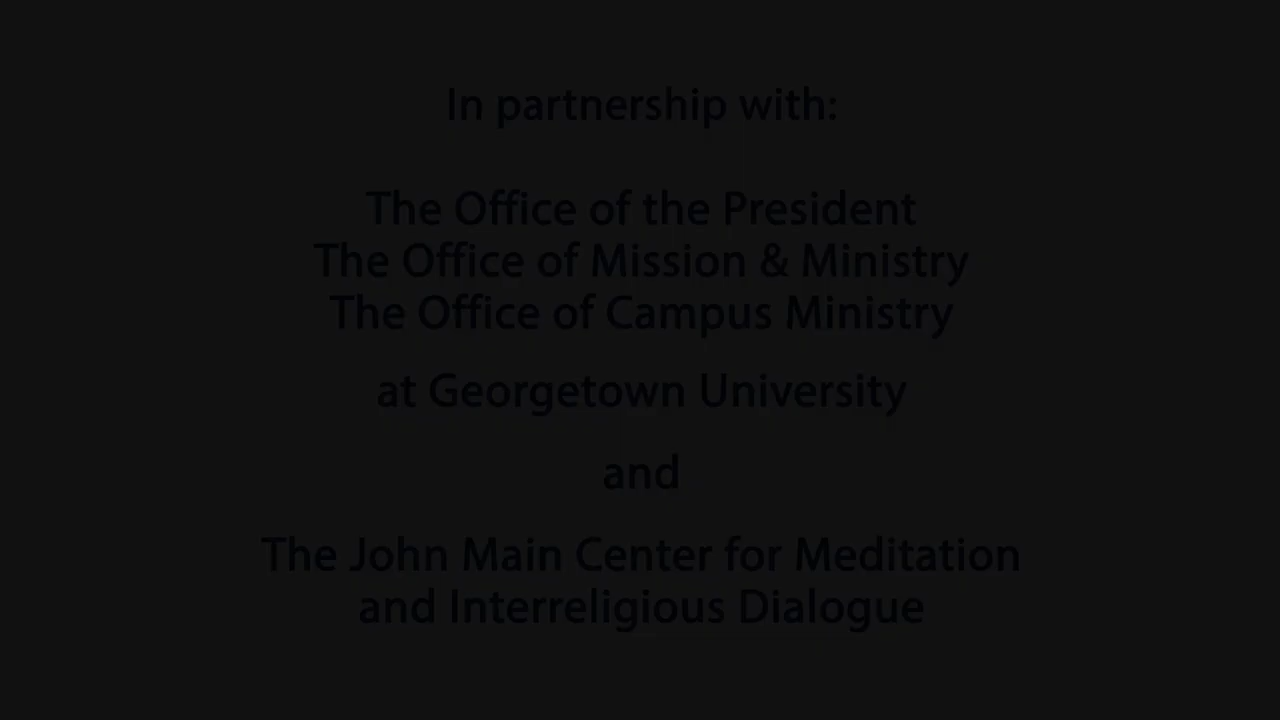 In partnership with:
The Office of the President
The Office of Mission & Ministry
The Office of Campus Ministry
at Georgetown University
and
The John Main Center for Meditation
and Interreligious Dialogue